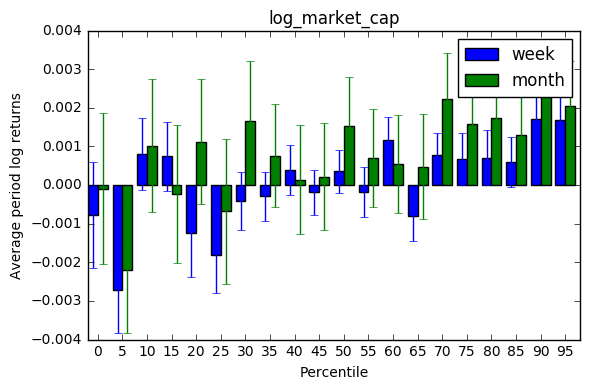 log_market_cap
week
month
0.004
0.003
0.002
0.001
0.000
−0.001
−0.002
−0.003
−0.004
Average period log returns
0 5 10 15 20 25 30 35 40 45 50 55 60 65 70 75 80 85 90 95
Percentile